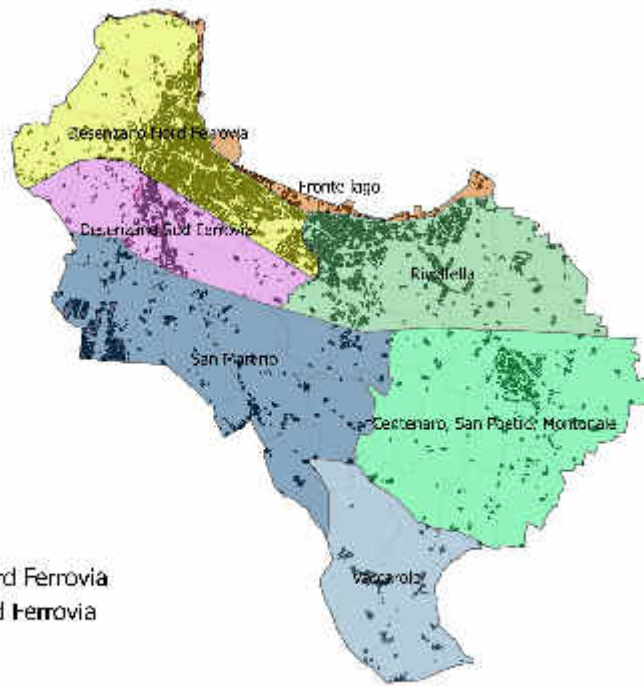 Desenzano Nord Ferrovia
Fronte lago
Desenzano Sud Ferrovia
Rivoltella
San Martino
Centenaro, San Pietro, Montonale
Vaccarolo
rd Ferrovia
d Ferrovia